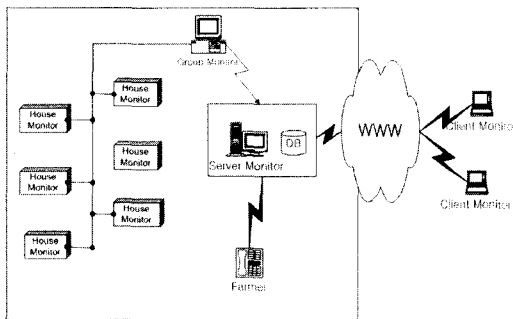 Group Monitor
House
Monitor
House
Monitor
House
Monitor
House
Monitor
House
Monitor
House
Monitor
Server Monitor
DB
WWW
Client Monitor
Client Monitor
Farmer